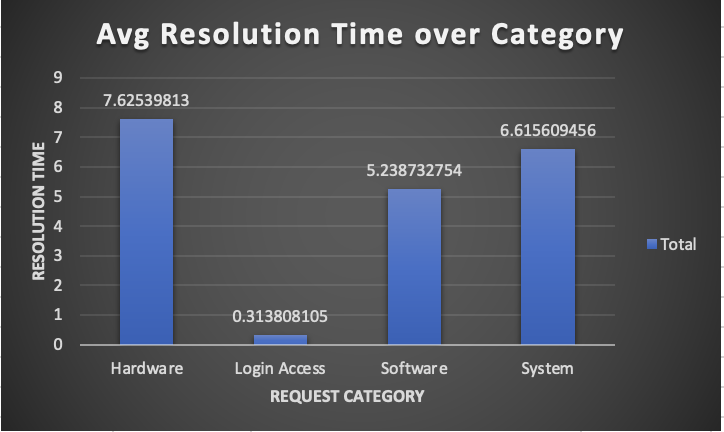 Avg Resolution Time over Category
RESOLUTION TIME
9
8
7
6
5
4
3
2
1
0
7.62539813
0.313808105
5.238732754
6.615609456
Hardware
Login Access
Software
System
REQUEST CATEGORY
Total